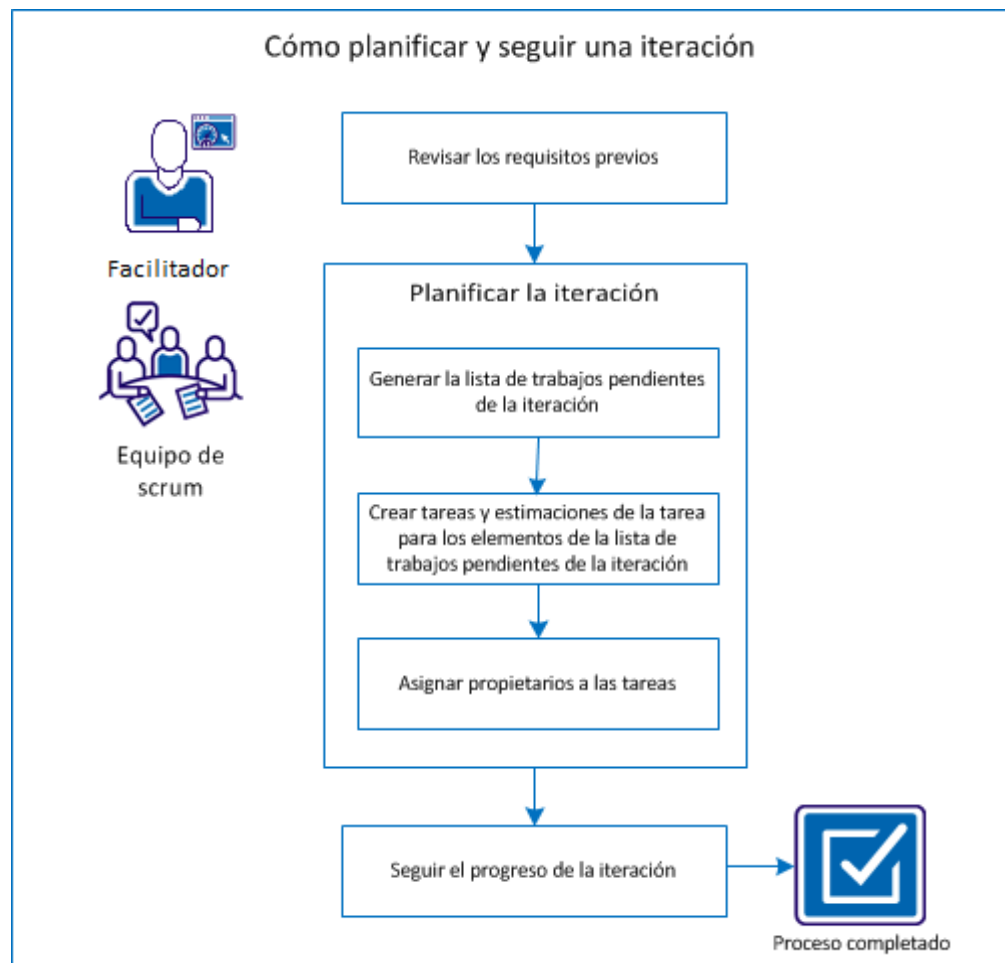 Cómo planificar y seguir una iteración
Facilitador
Equipo de
scrum
Revisar los requisitos previos
Planificar la iteración
Generar la lista de trabajos pendientes
de la iteración
Crear tareas y estimaciones de la tarea
para los elementos de la lista de
trabajos pendientes de la iteración
Asignar propietarios a las tareas
Seguir el progreso de la iteración
Proceso completado